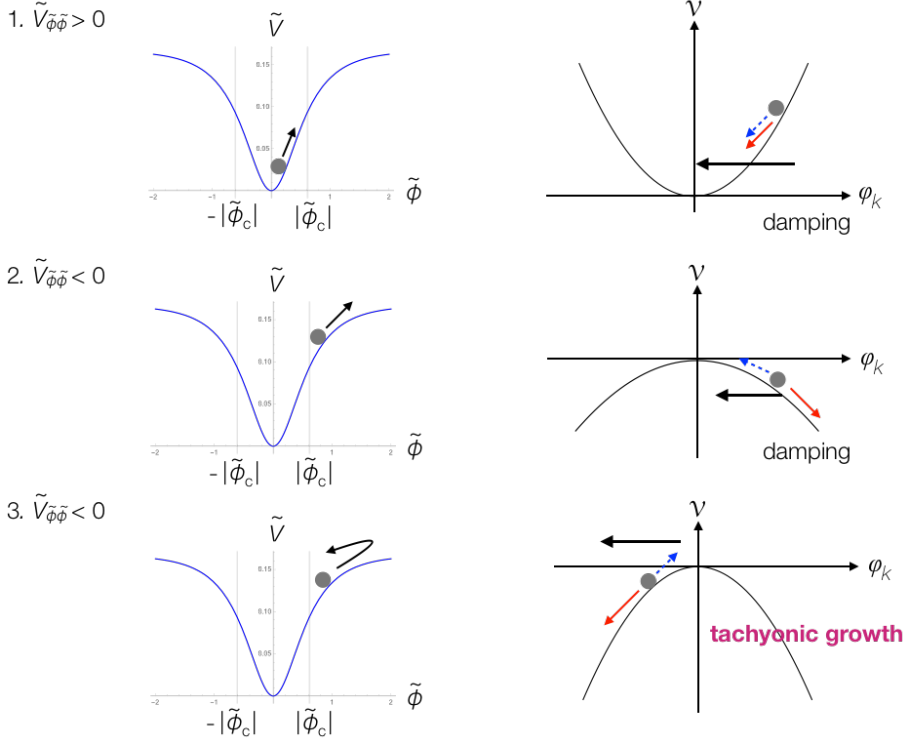 1. Ṽ_ϕ̃ϕ̃ > 0
Ṽ
0.15
0.10
0.05
-2 -1 1 2
ϕ̃
-|ϕ̃_c| |ϕ̃_c|
𝒱
φ_k
damping
2. Ṽ_ϕ̃ϕ̃ < 0
Ṽ
0.15
0.10
0.05
-2 -1 1 2
ϕ̃
-|ϕ̃_c| |ϕ̃_c|
𝒱
φ_k
damping
3. Ṽ_ϕ̃ϕ̃ < 0
Ṽ
0.15
0.10
0.05
-2 -1 1 2
ϕ̃
-|ϕ̃_c| |ϕ̃_c|
𝒱
φ_k
tachyonic growth